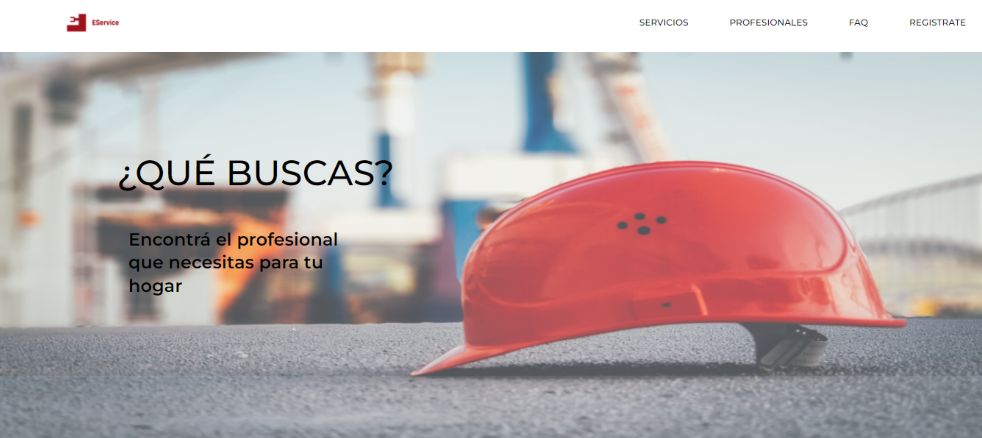 EService
SERVICIOS
PROFESIONALES
FAQ
REGISTRATE
¿QUÉ BUSCAS?
Encontrá el profesional
que necesitas para tu
hogar